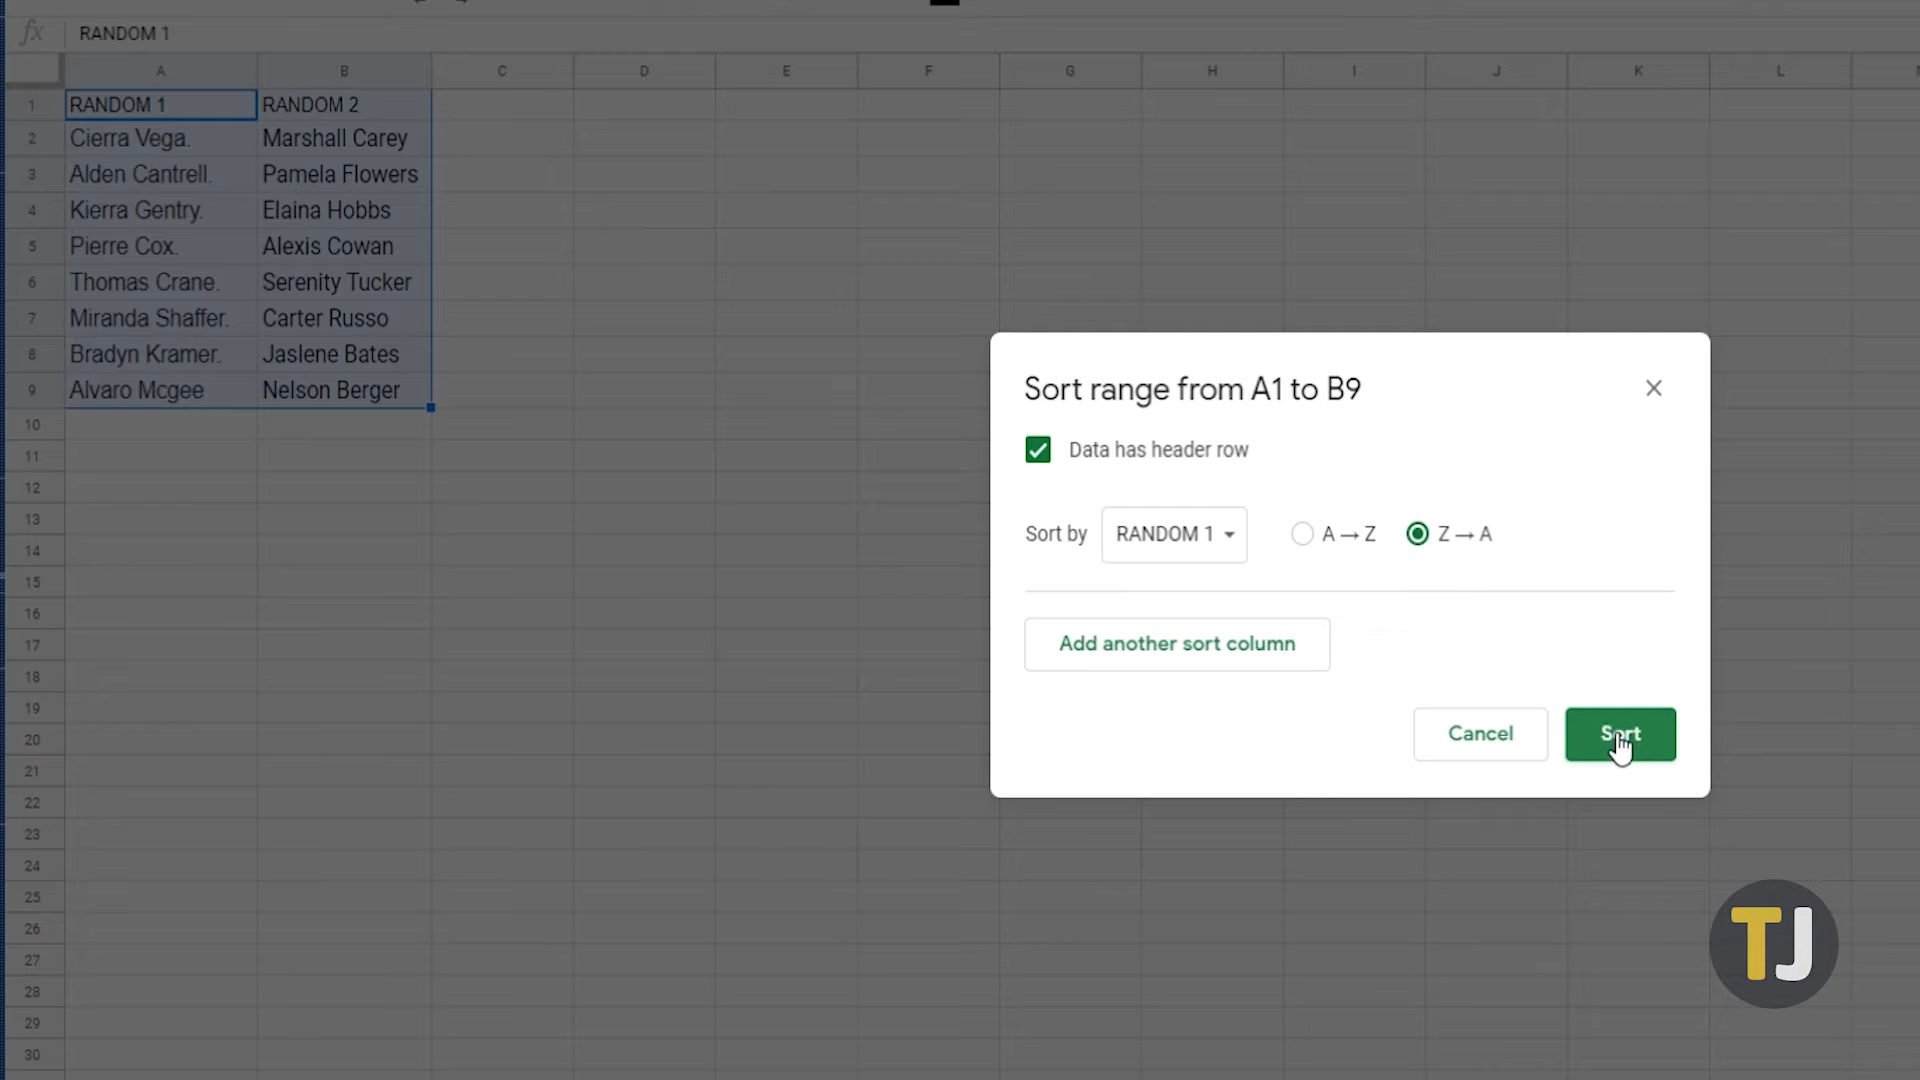 fx RANDOM 1
A B C D E F G H I J K L
1 RANDOM 1 RANDOM 2
2 Cierra Vega. Marshall Carey
3 Alden Cantrell. Pamela Flowers
4 Kierra Gentry. Elaina Hobbs
5 Pierre Cox. Alexis Cowan
6 Thomas Crane. Serenity Tucker
7 Miranda Shaffer. Carter Russo
8 Bradyn Kramer. Jaslene Bates
9 Alvaro Mcgee Nelson Berger
10
11
12
13
14
15
16
17
18
19
20
21
22
23
24
25
26
27
28
29
30
Sort range from A1 to B9
Data has header row
Sort by RANDOM 1 A → Z Z → A
Add another sort column
Cancel Sort
TJ